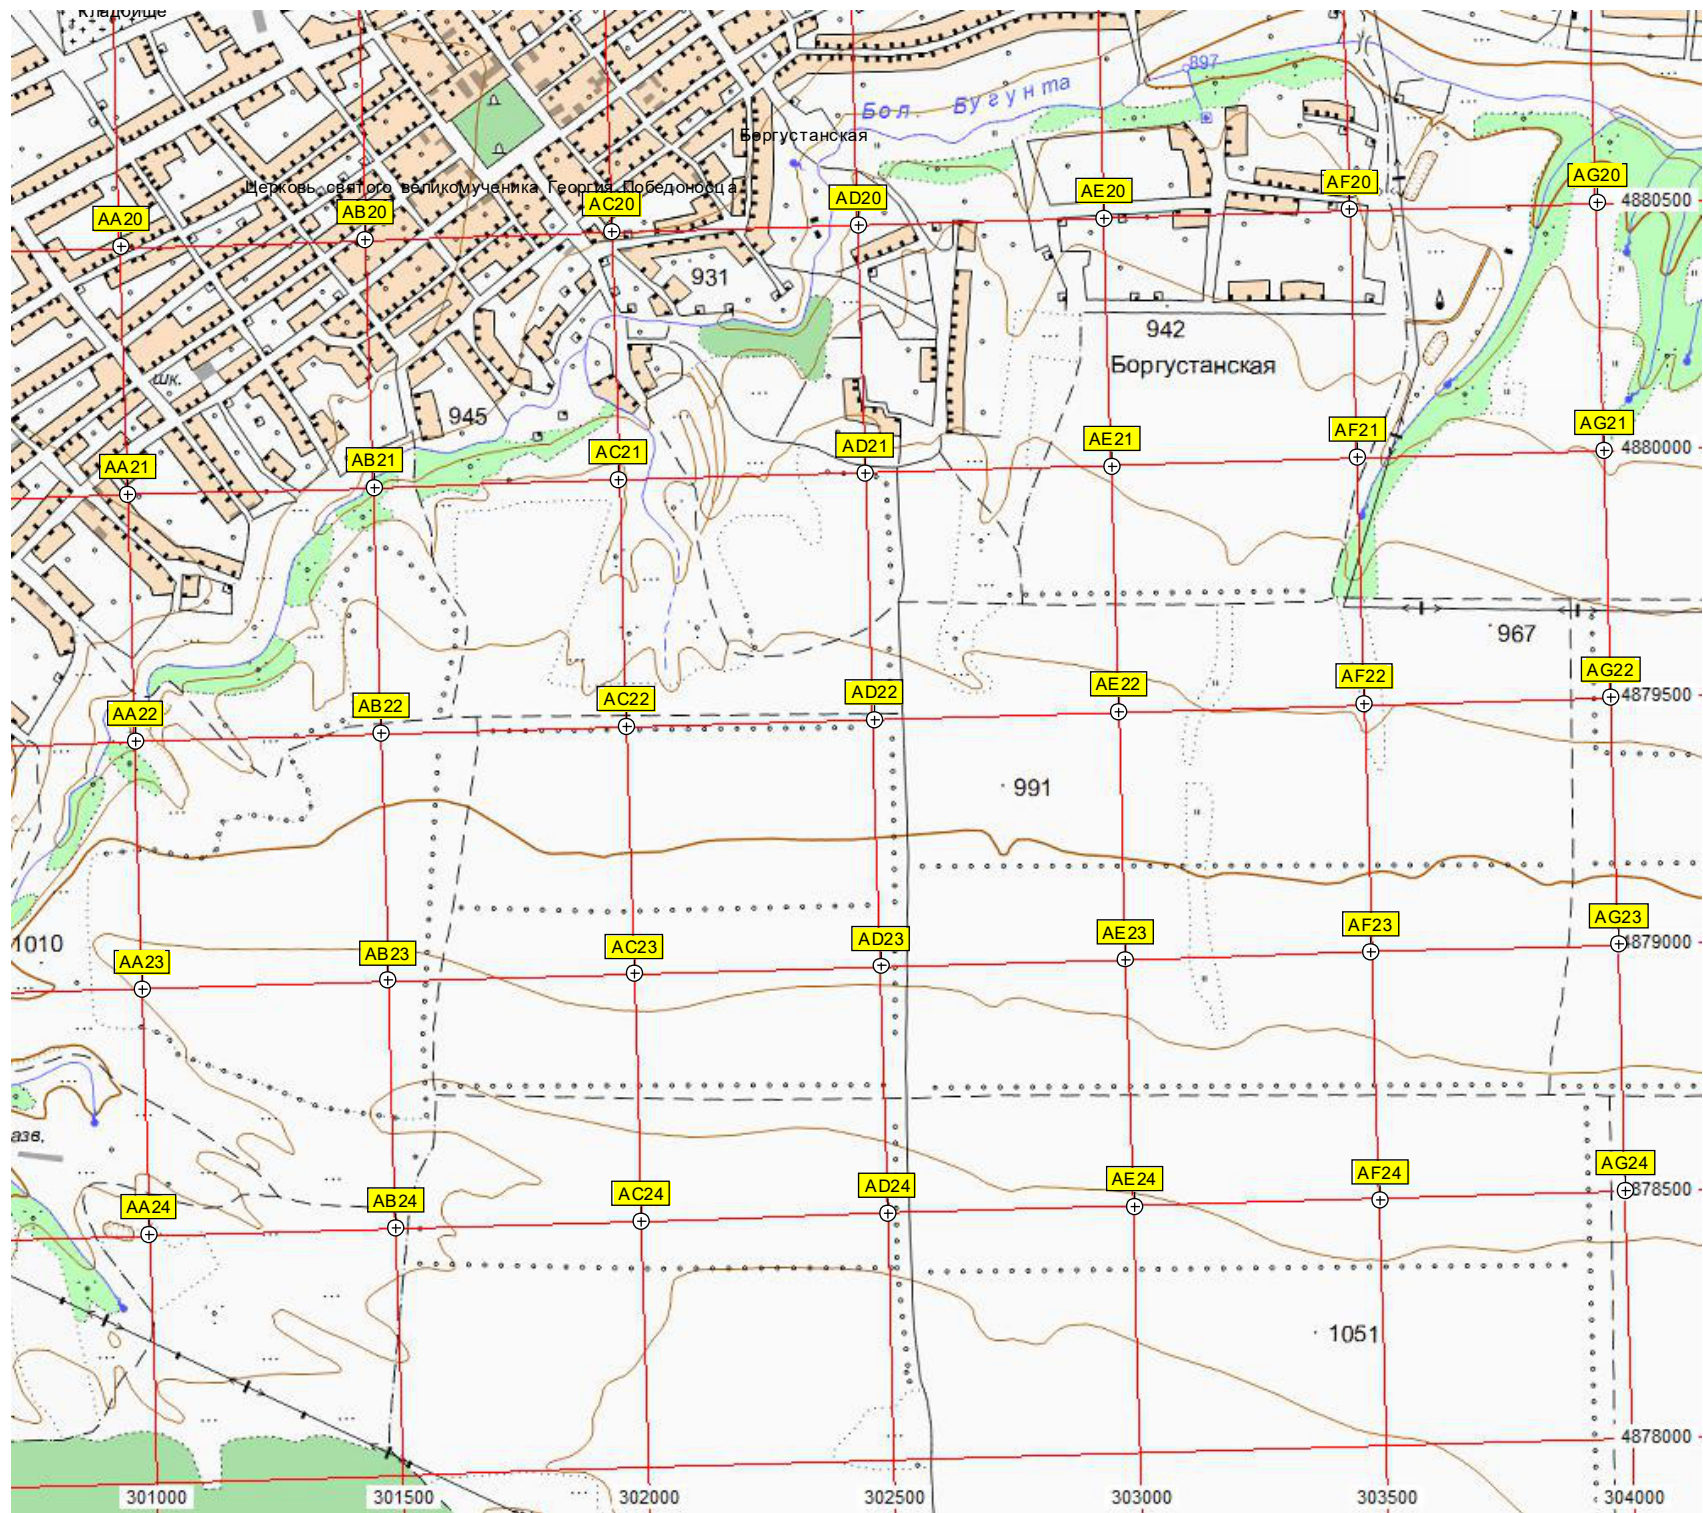 Кладбище
897
Бол. Бугунта
Боргустанская
Церковь святого великомученика Георгия Победоносца
AG20
AF20
AE20
AD20
AC20
AB20
AA20
4880500
931
942
Боргустанская
шк.
945
AG21
AF21
AE21
AD21
AC21
AB21
AA21
4880000
967
AG22
AF22
AE22
AD22
AC22
AB22
AA22
4879500
991
AG23
AF23
AE23
AD23
AC23
AB23
AA23
4879000
1010
азв.
AG24
AF24
AE24
AD24
AC24
AB24
AA24
4878500
1051
4878000
301000 301500 302000 302500 303000 303500 304000